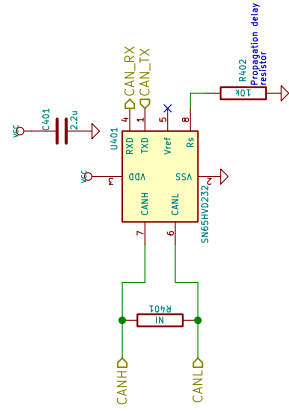 Propagation delay
resistor
R402
10k
CAN_RX
CAN_TX
C401
2.2u
VCC
U401
4
1
5
8
RXD
TXD
Vref
Rs
VCC
3
VDD
VSS
2
CANH
CANL
SN65HVD232
7
6
R401
NI
CANH
CANL